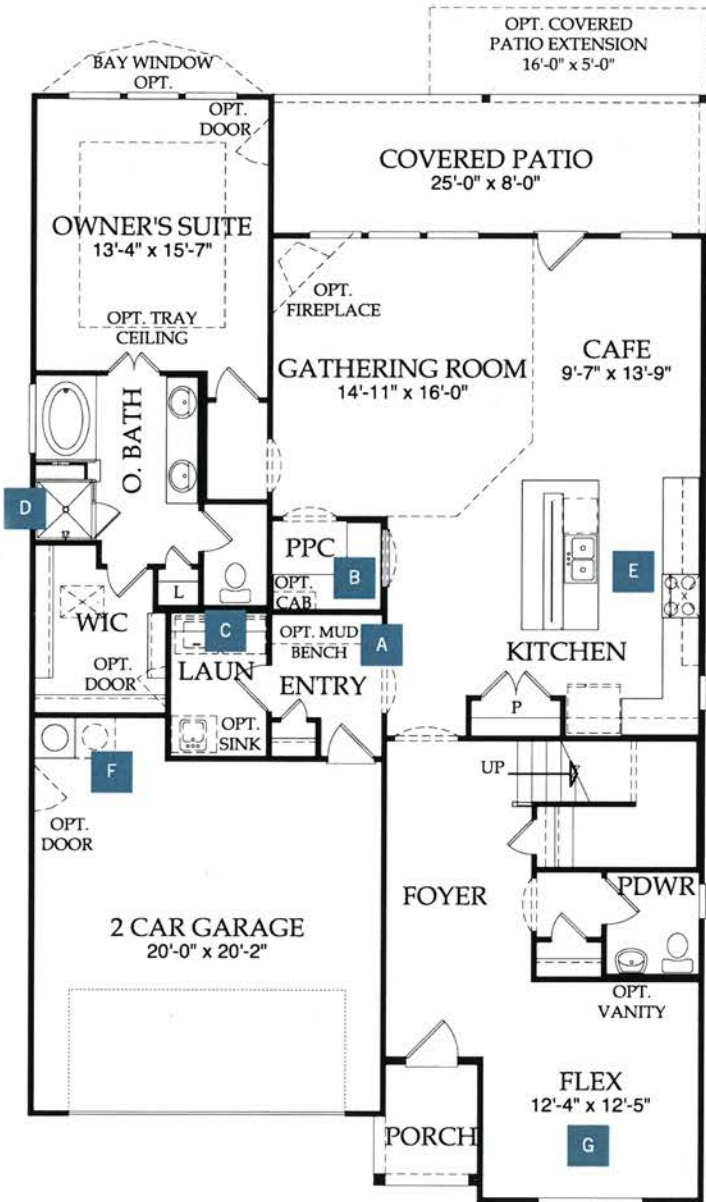 OPT. COVERED
PATIO EXTENSION
16'-0" x 5'-0"
BAY WINDOW
OPT.
OPT.
DOOR
COVERED PATIO
25'-0" x 8'-0"
OWNER'S SUITE
13'-4" x 15'-7"
OPT. TRAY
CEILING
OPT.
FIREPLACE
GATHERING ROOM
14'-11" x 16'-0"
CAFE
9'-7" x 13'-9"
O. BATH
D
PPC
B
OPT.
CAB
E
L
WIC
OPT.
DOOR
C
LAUN
OPT.
SINK
OPT. MUD
BENCH
A
ENTRY
KITCHEN
P
F
OPT.
DOOR
UP
2 CAR GARAGE
20'-0" x 20'-2"
FOYER
PDWR
OPT.
VANITY
FLEX
12'-4" x 12'-5"
G
PORCH